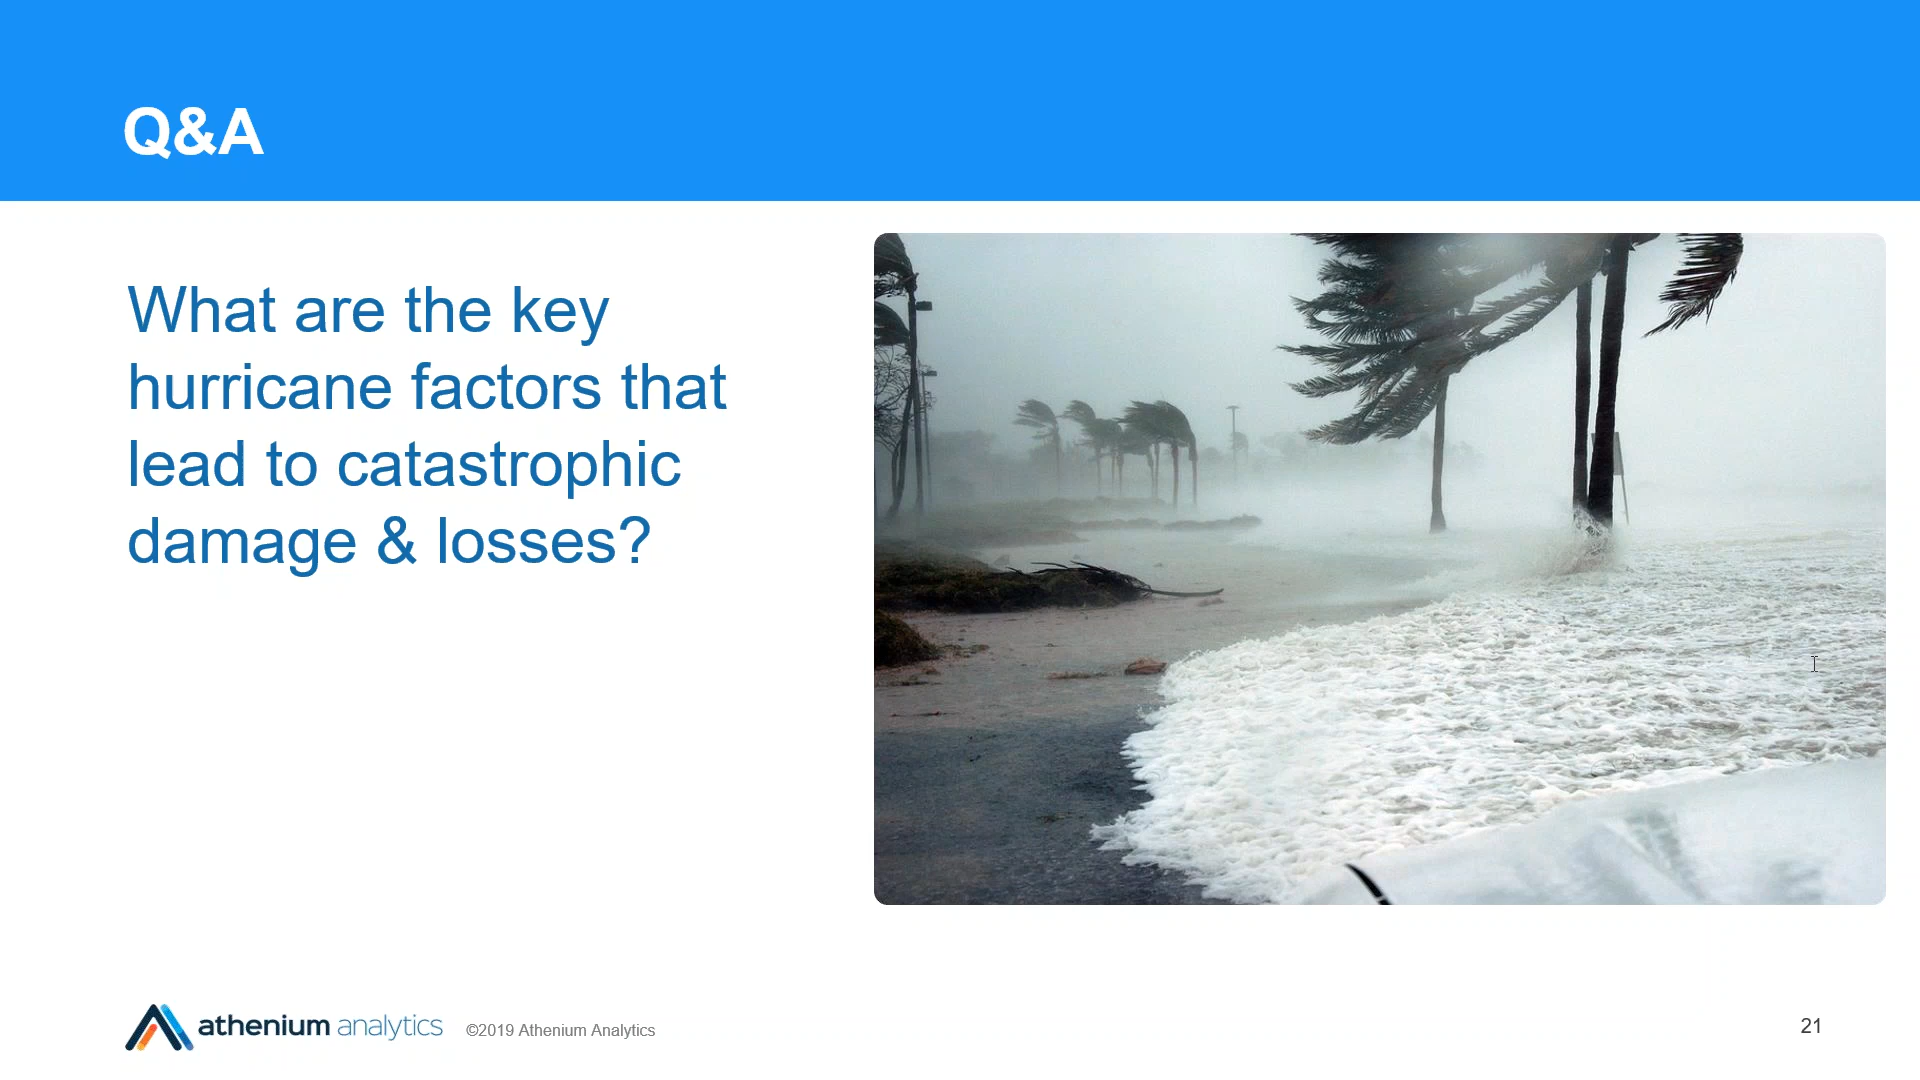 Q&A
What are the key
hurricane factors that
lead to catastrophic
damage & losses?
athenium analytics
©2019 Athenium Analytics
21